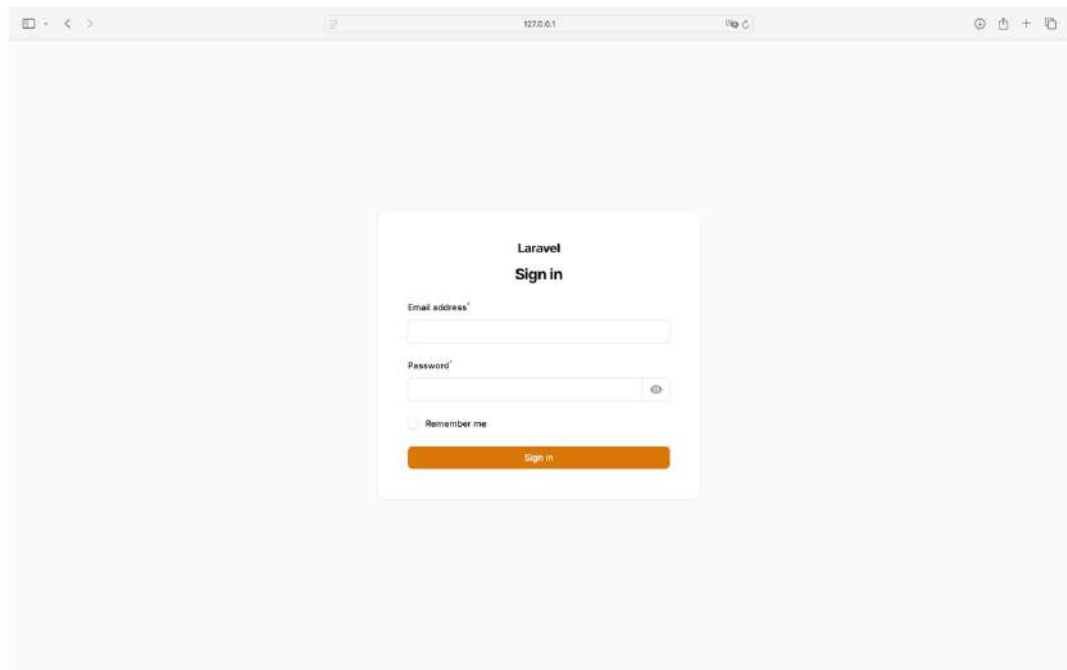 127.0.0.1
Laravel
Sign in
Email address*
Password*
Remember me
Sign in